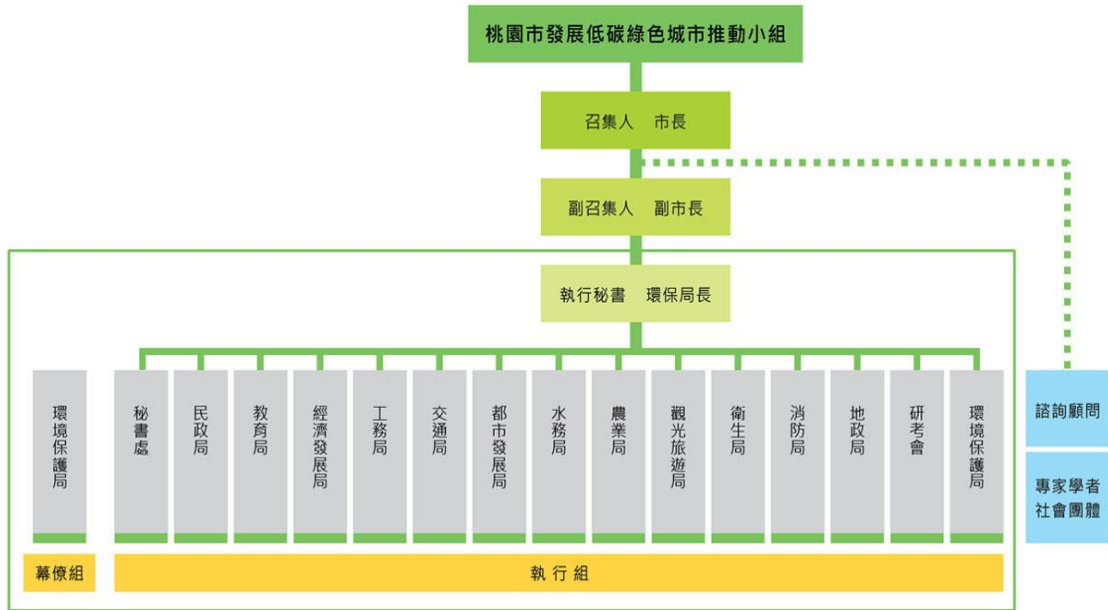 桃園市發展低碳綠色城市推動小組
召集人 市長
副召集人 副市長
執行秘書 環保局長
環境保護局
秘書處
民政局
教育局
經濟發展局
工務局
交通局
都市發展局
水務局
農業局
觀光旅遊局
衛生局
消防局
地政局
研考會
環境保護局
諮詢顧問
專家學者
社會團體
幕僚組
執行組